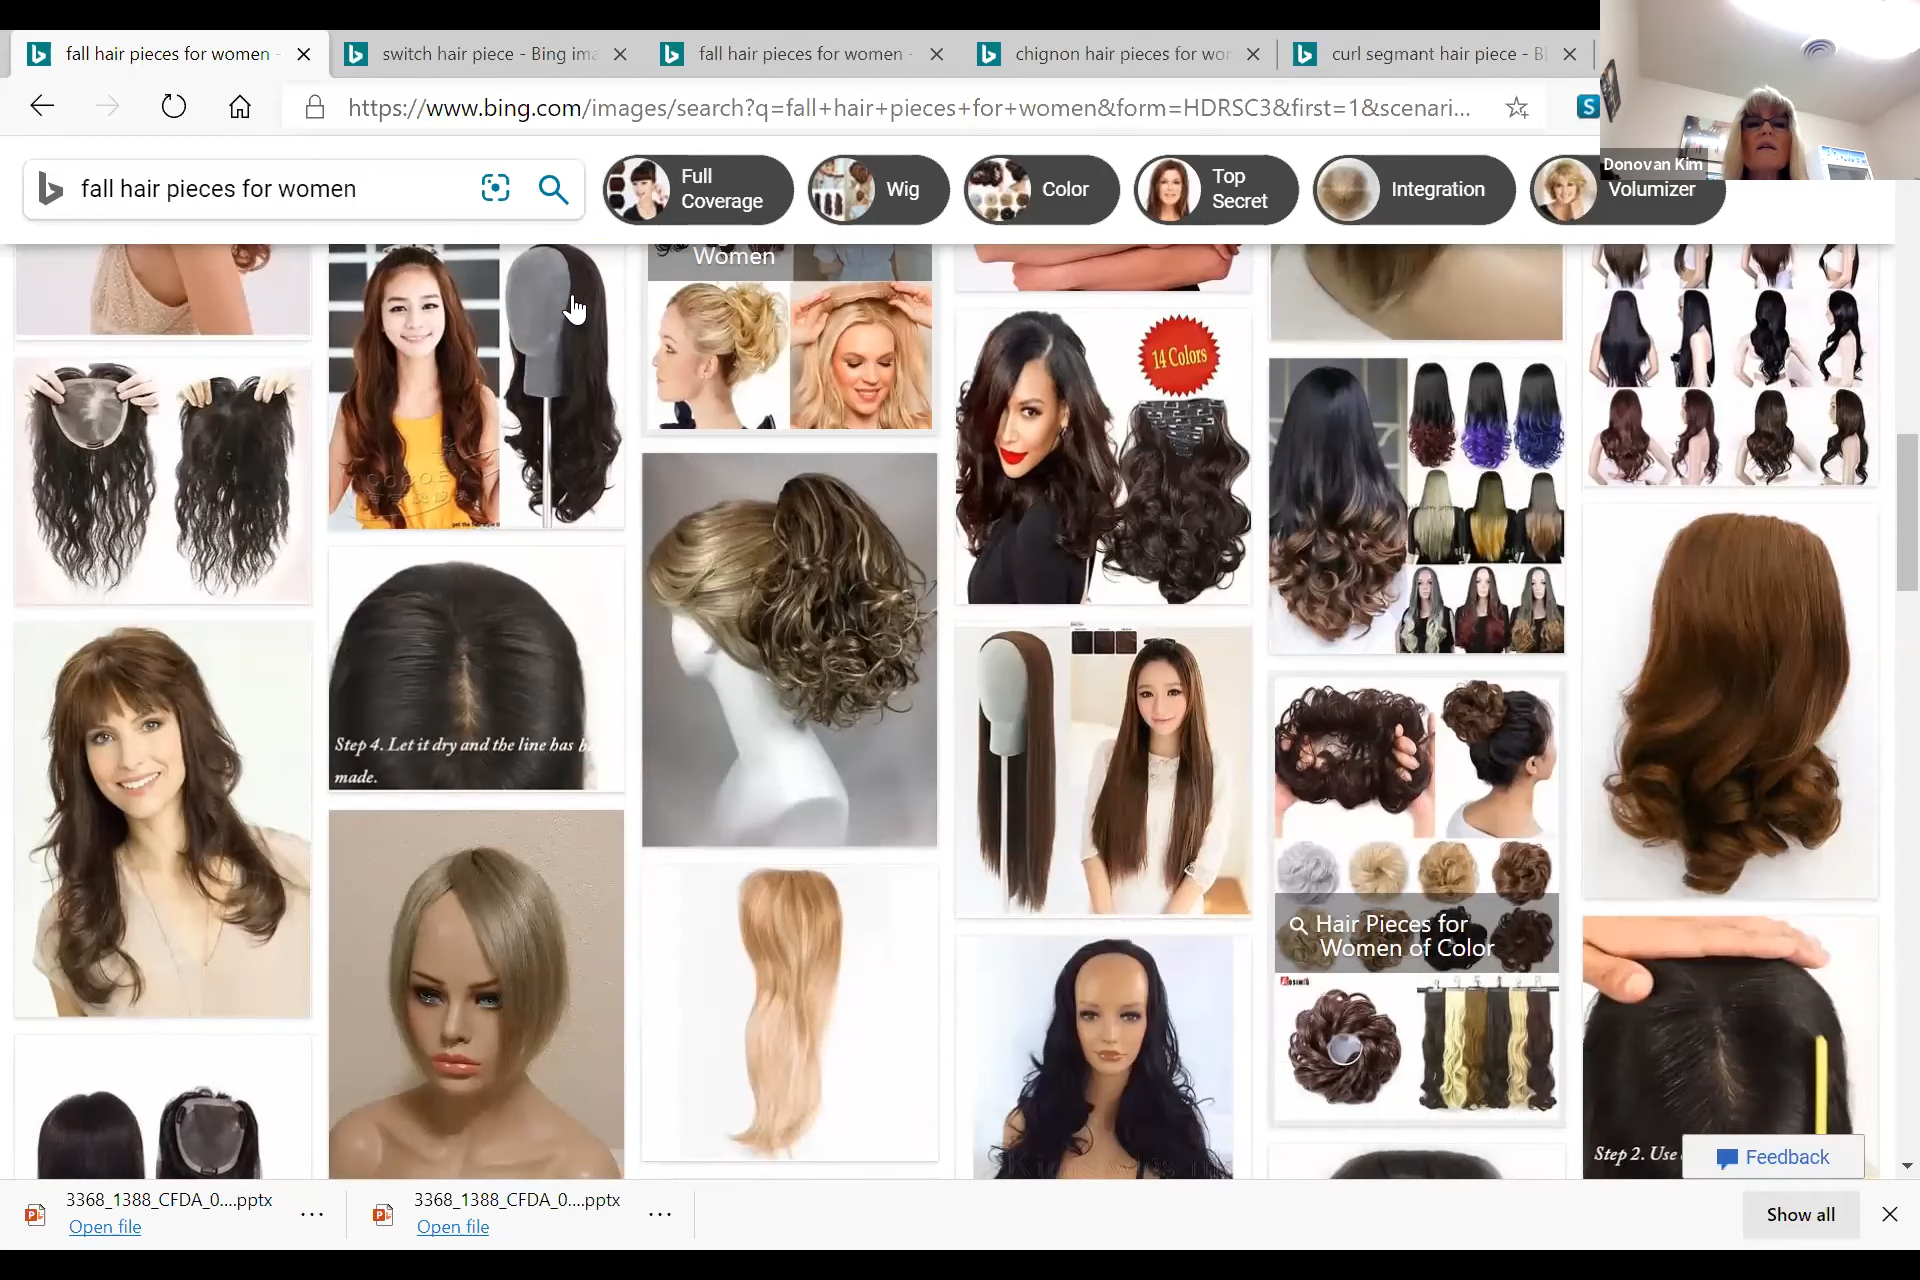 fall hair pieces for women -
switch hair piece - Bing ima
fall hair pieces for women -
chignon hair pieces for wor
curl segmant hair piece - B
https://www.bing.com/images/search?q=fall+hair+pieces+for+women&form=HDRSC3&first=1&scenari...
S
Donovan Kim
fall hair pieces for women
Full
Coverage
Wig
Color
Top
Secret
Integration
Volumizer
Women
14 Colors
Step 4. Let it dry and the line has b
made.
Hair Pieces for
Women of Color
Step 2. Use
Feedback
3368_1388_CFDA_0....pptx
Open file
3368_1388_CFDA_0....pptx
Open file
Show all